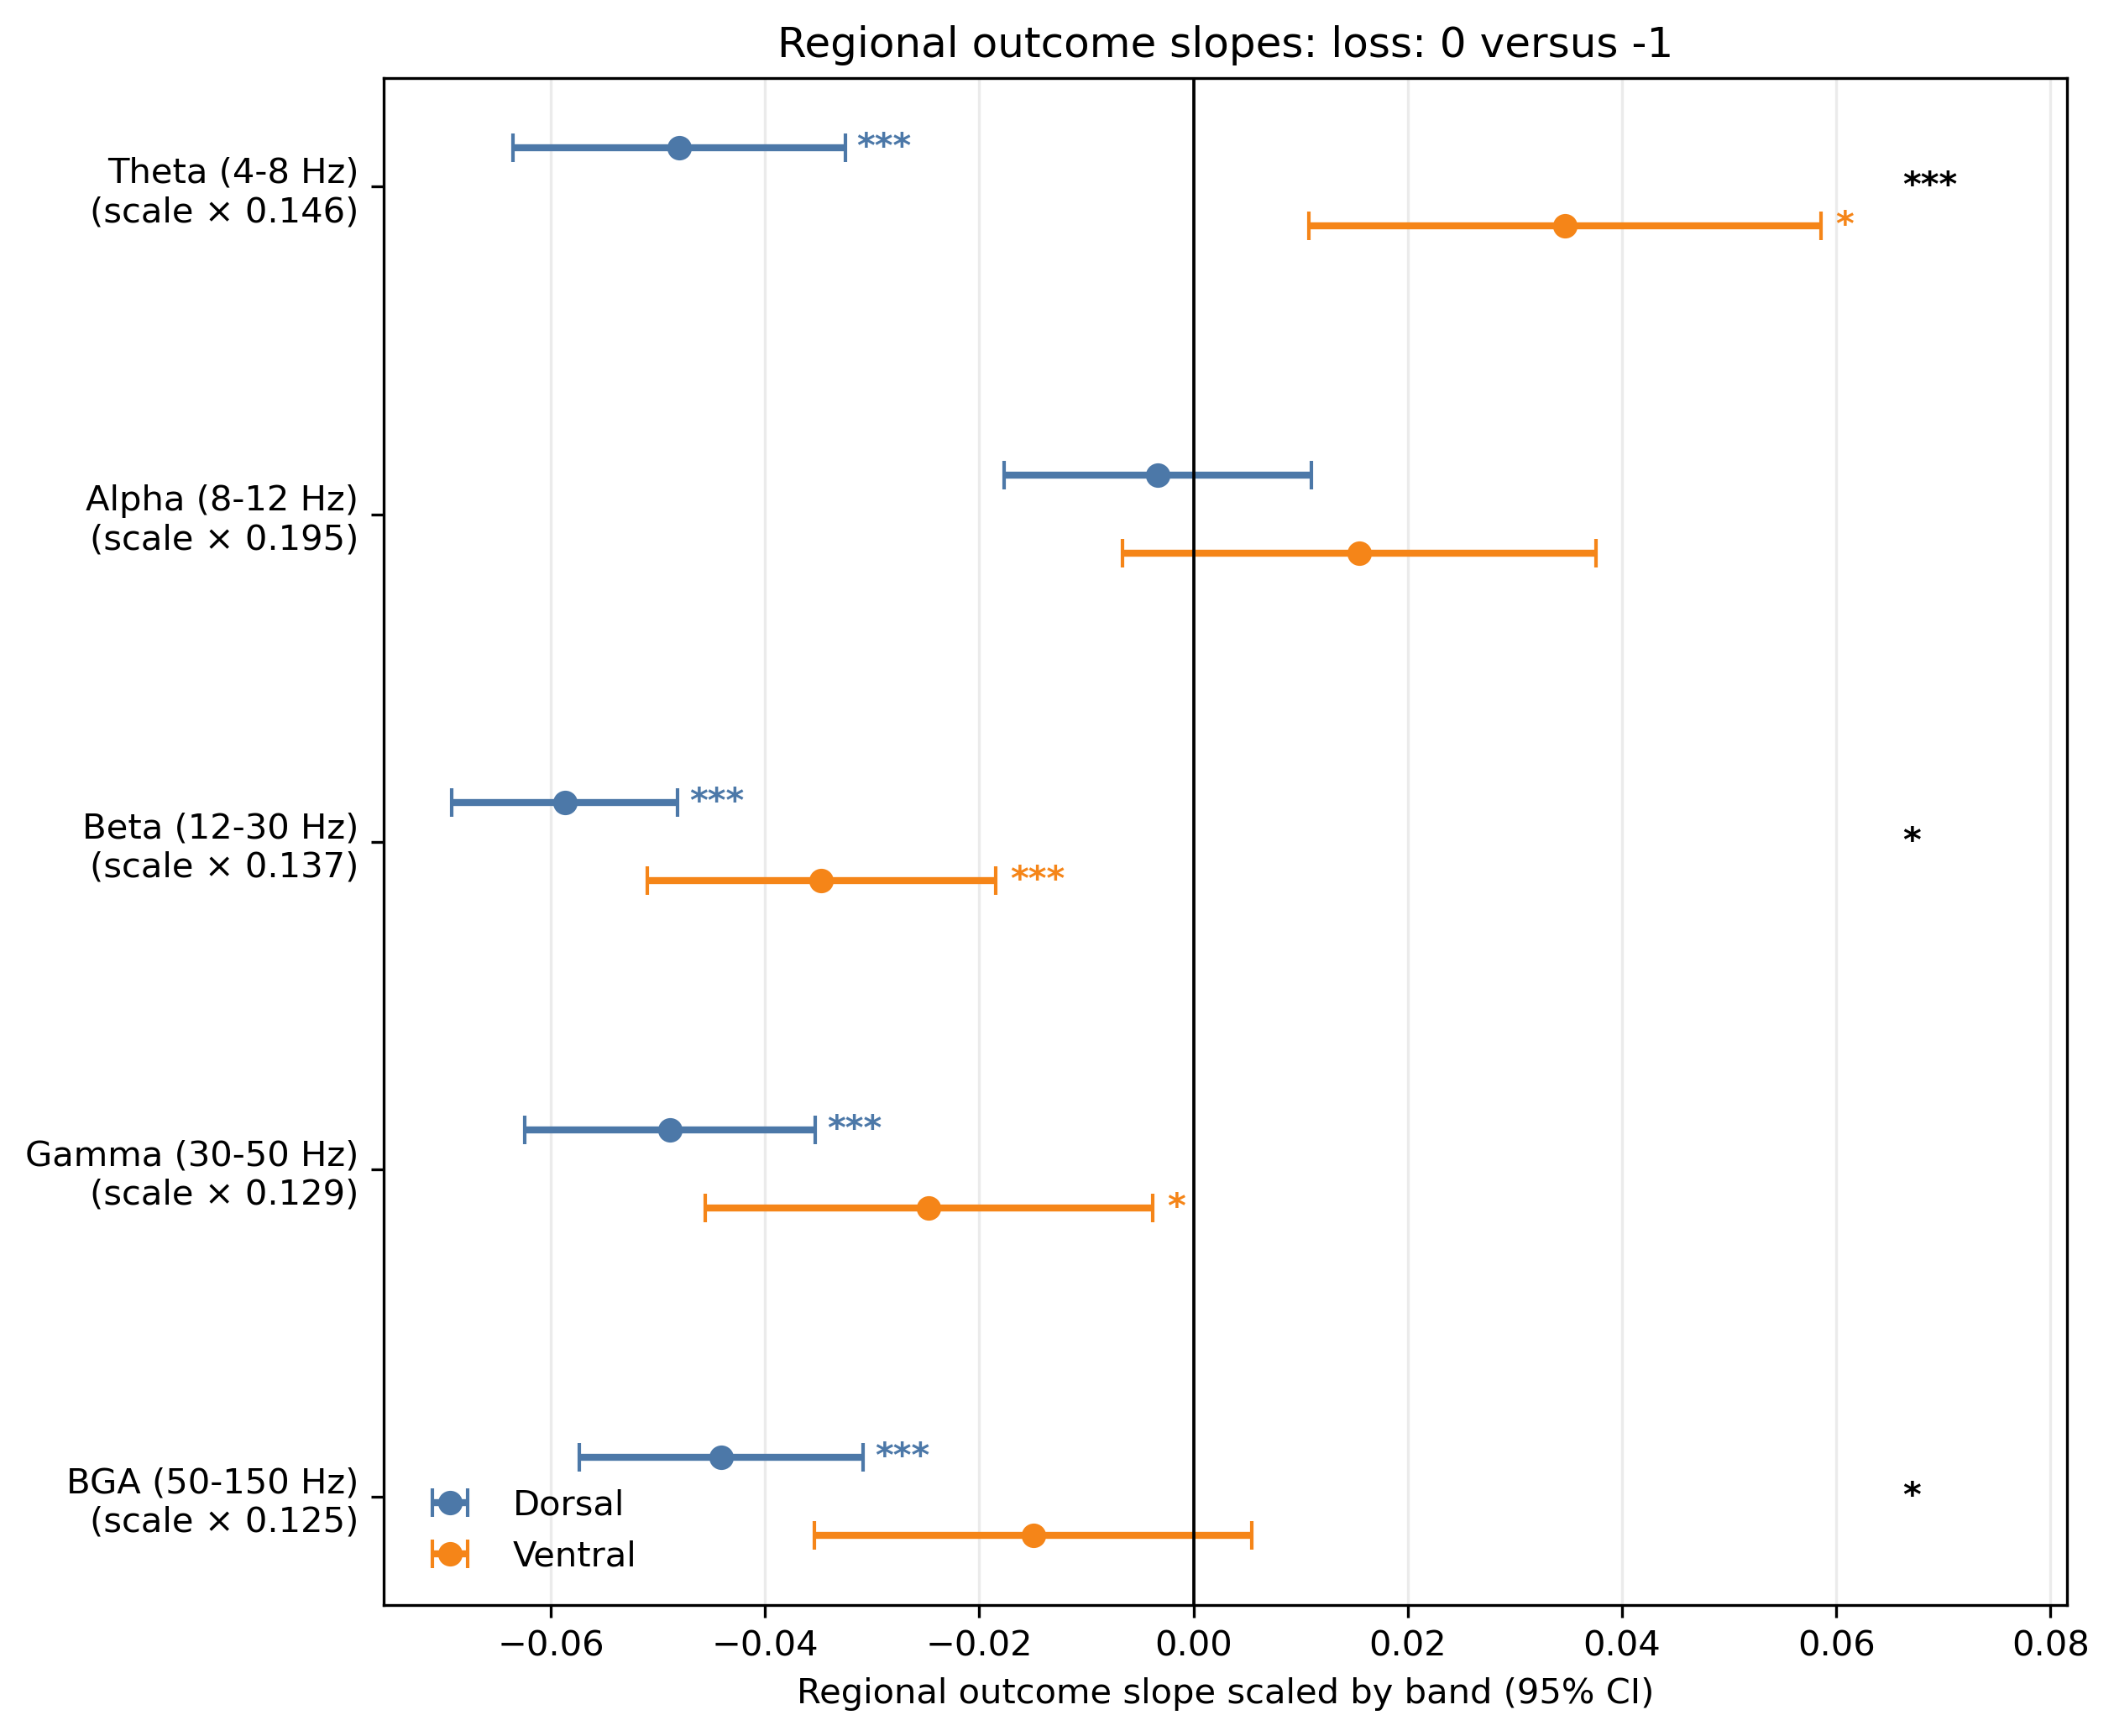 Regional outcome slopes: loss: 0 versus -1
***
Theta (4-8 Hz)
(scale × 0.146)
***
*
Alpha (8-12 Hz)
(scale × 0.195)
***
Beta (12-30 Hz)
(scale × 0.137)
*
***
***
Gamma (30-50 Hz)
(scale × 0.129)
*
***
BGA (50-150 Hz)
(scale × 0.125)
*
Dorsal
Ventral
−0.06 −0.04 −0.02 0.00 0.02 0.04 0.06 0.08
Regional outcome slope scaled by band (95% CI)